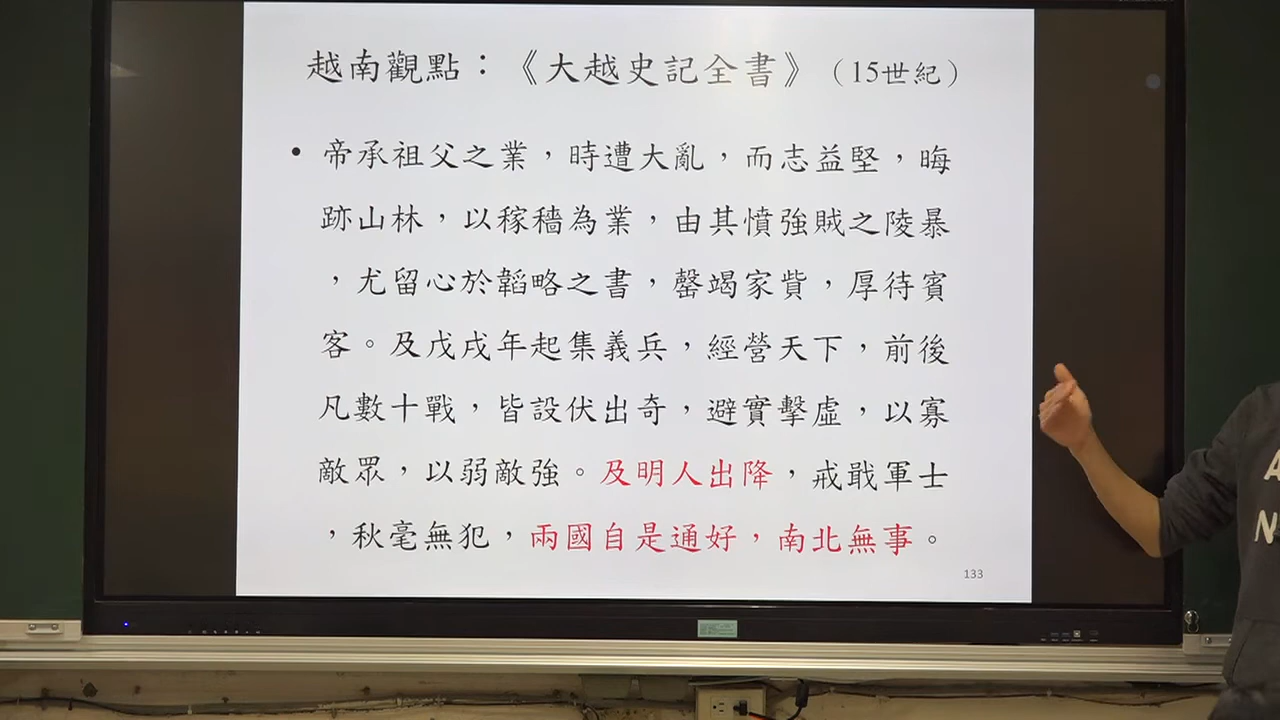 越南觀點：《大越史記全書》（15世紀）
• 帝承祖父之業，時遭大亂，而志益堅，晦
跡山林，以稼穡為業，由其憤強賊之陵暴
，尤留心於韜略之書，罄竭家貲，厚待賓
客。及戊戌年起集義兵，經營天下，前後
凡數十戰，皆設伏出奇，避實擊虛，以寡
敵眾，以弱敵強。及明人出降，戒戢軍士
，秋毫無犯，兩國自是通好，南北無事。
133